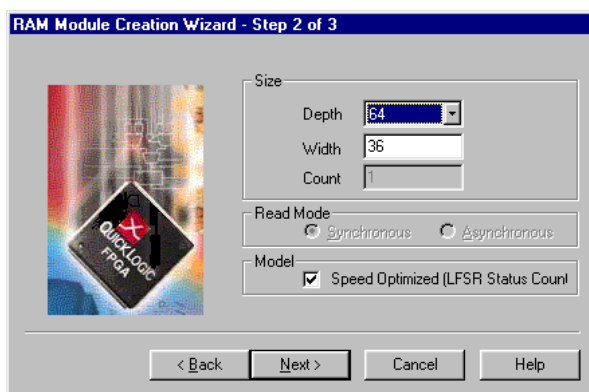 RAM Module Creation Wizard - Step 2 of 3
QUICKLOGIC
FPGA
Size
Depth 64
Width 36
Count 1
Read Mode
Synchronous Asynchronous
Model
Speed Optimized (LFSR Status Count
< Back Next > Cancel Help